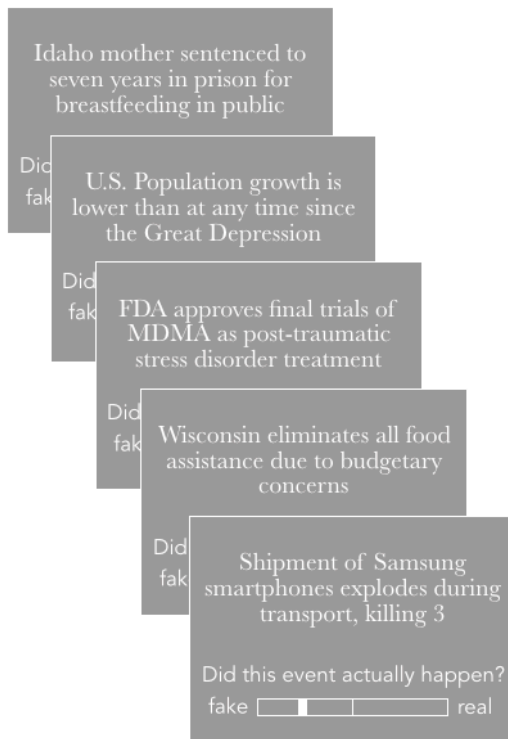 Idaho mother sentenced to
seven years in prison for
breastfeeding in public
U.S. Population growth is
lower than at any time since
the Great Depression
FDA approves final trials of
MDMA as post-traumatic
stress disorder treatment
Wisconsin eliminates all food
assistance due to budgetary
concerns
Shipment of Samsung
smartphones explodes during
transport, killing 3
Did this event actually happen?
fake real